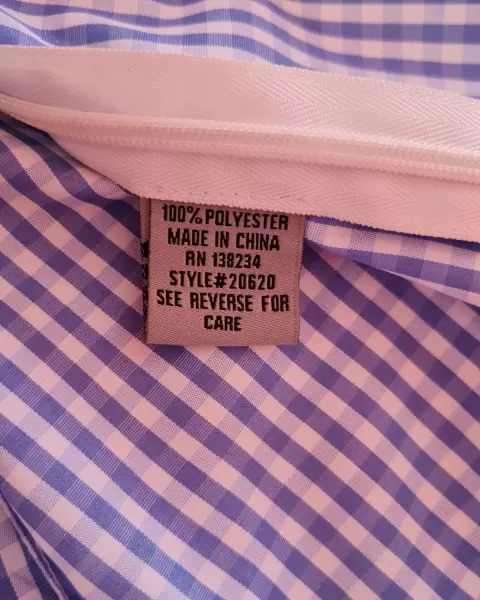 100% POLYESTER
MADE IN CHINA
RN 138234
STYLE#20620
SEE REVERSE FOR
CARE